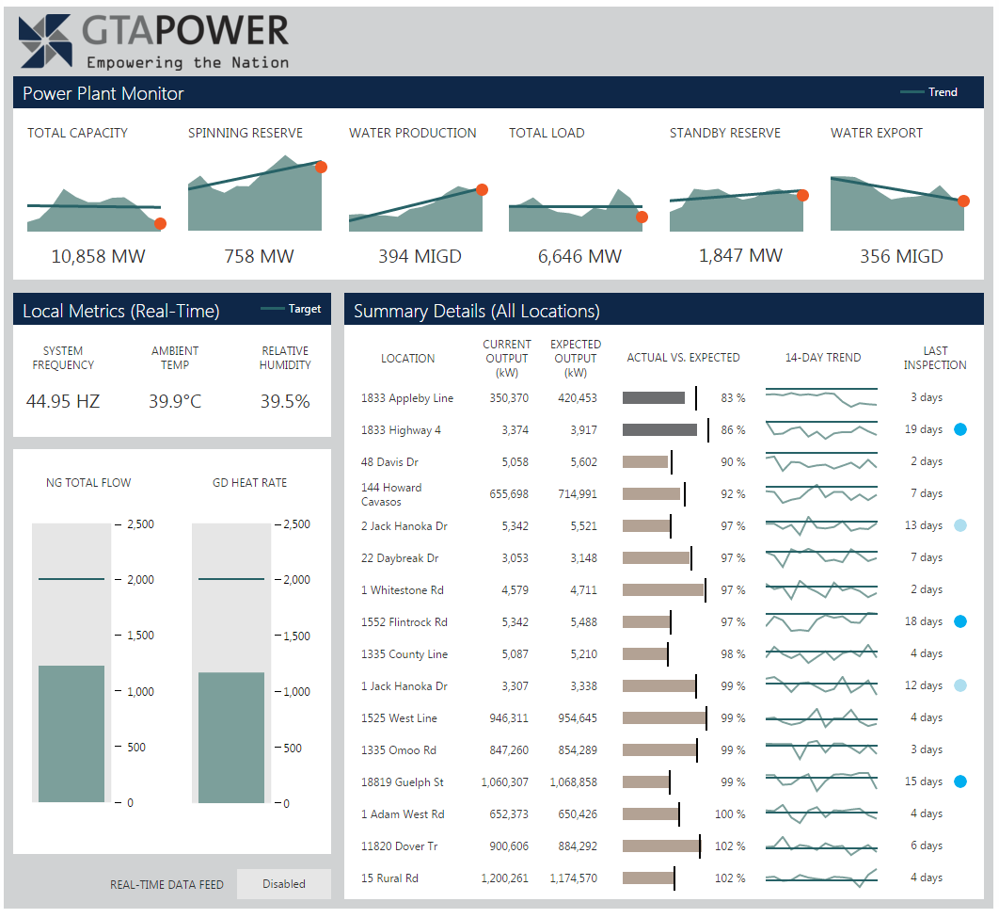 GTAPOWER
Empowering the Nation
Power Plant Monitor
Trend
TOTAL CAPACITY
SPINNING RESERVE
WATER PRODUCTION
TOTAL LOAD
STANDBY RESERVE
WATER EXPORT
10,858 MW
758 MW
394 MIGD
6,646 MW
1,847 MW
356 MIGD
Local Metrics (Real-Time)
Target
SYSTEM
FREQUENCY
AMBIENT
TEMP
RELATIVE
HUMIDITY
44.95 HZ
39.9°C
39.5%
NG TOTAL FLOW
2,500
2,000
1,500
1,000
500
0
GD HEAT RATE
2,500
2,000
1,500
1,000
500
0
REAL-TIME DATA FEED
Disabled
Summary Details (All Locations)
LOCATION
CURRENT
OUTPUT
(kW)
EXPECTED
OUTPUT
(kW)
ACTUAL VS. EXPECTED
14-DAY TREND
LAST
INSPECTION
1833 Appleby Line 350,370 420,453 83 % 3 days
1833 Highway 4 3,374 3,917 86 % 19 days
48 Davis Dr 5,058 5,602 90 % 2 days
144 Howard
Cavasos 655,698 714,991 92 % 7 days
2 Jack Hanoka Dr 5,342 5,521 97 % 13 days
22 Daybreak Dr 3,053 3,148 97 % 7 days
1 Whitestone Rd 4,579 4,711 97 % 2 days
1552 Flintrock Rd 5,342 5,488 97 % 18 days
1335 County Line 5,087 5,210 98 % 4 days
1 Jack Hanoka Dr 3,307 3,338 99 % 12 days
1525 West Line 946,311 954,645 99 % 4 days
1335 Omoo Rd 847,260 854,289 99 % 3 days
18819 Guelph St 1,060,307 1,068,858 99 % 15 days
1 Adam West Rd 652,373 650,426 100 % 4 days
11820 Dover Tr 900,606 884,292 102 % 6 days
15 Rural Rd 1,200,261 1,174,570 102 % 4 days